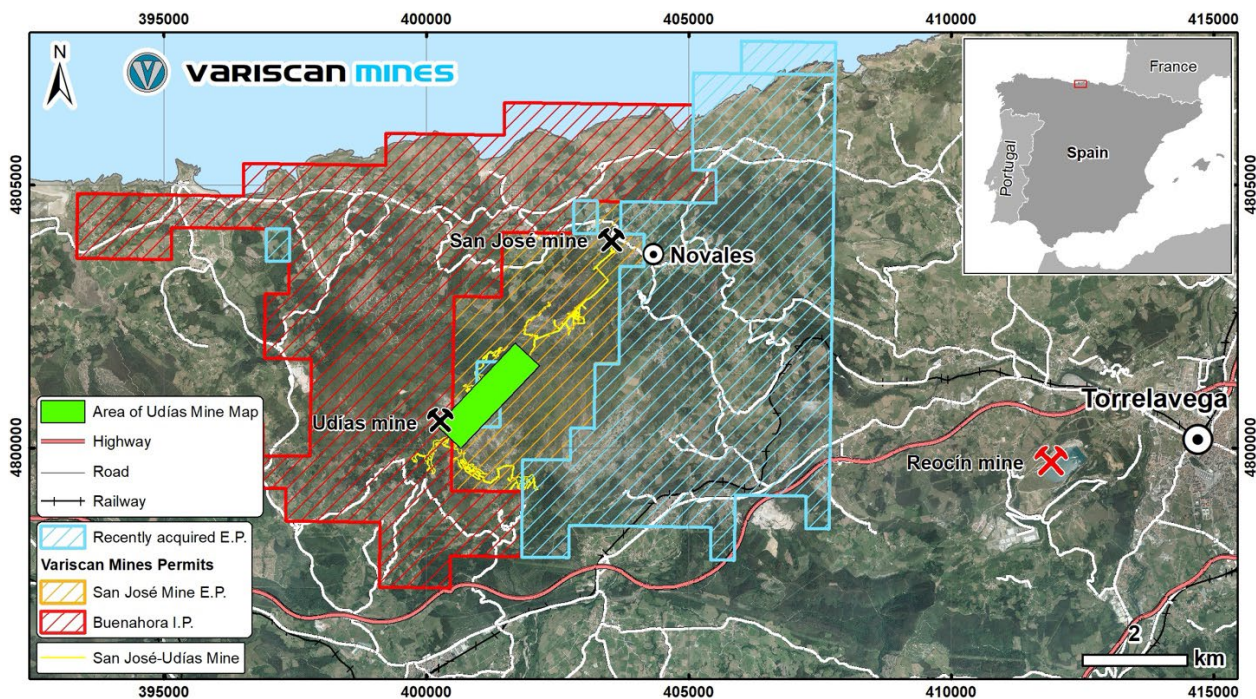 395000 400000 405000 410000 415000
N
VARISCAN MINES
France
Portugal
Spain
4805000
4805000
San José mine
Novales
Udías mine
Torrelavega
Reocín mine
4800000
4800000
Area of Udías Mine Map
Highway
Road
Railway
Recently acquired E.P.
Variscan Mines Permits
San José Mine E.P.
Buenahora I.P.
San José-Udías Mine
2
km
395000 400000 405000 410000 415000